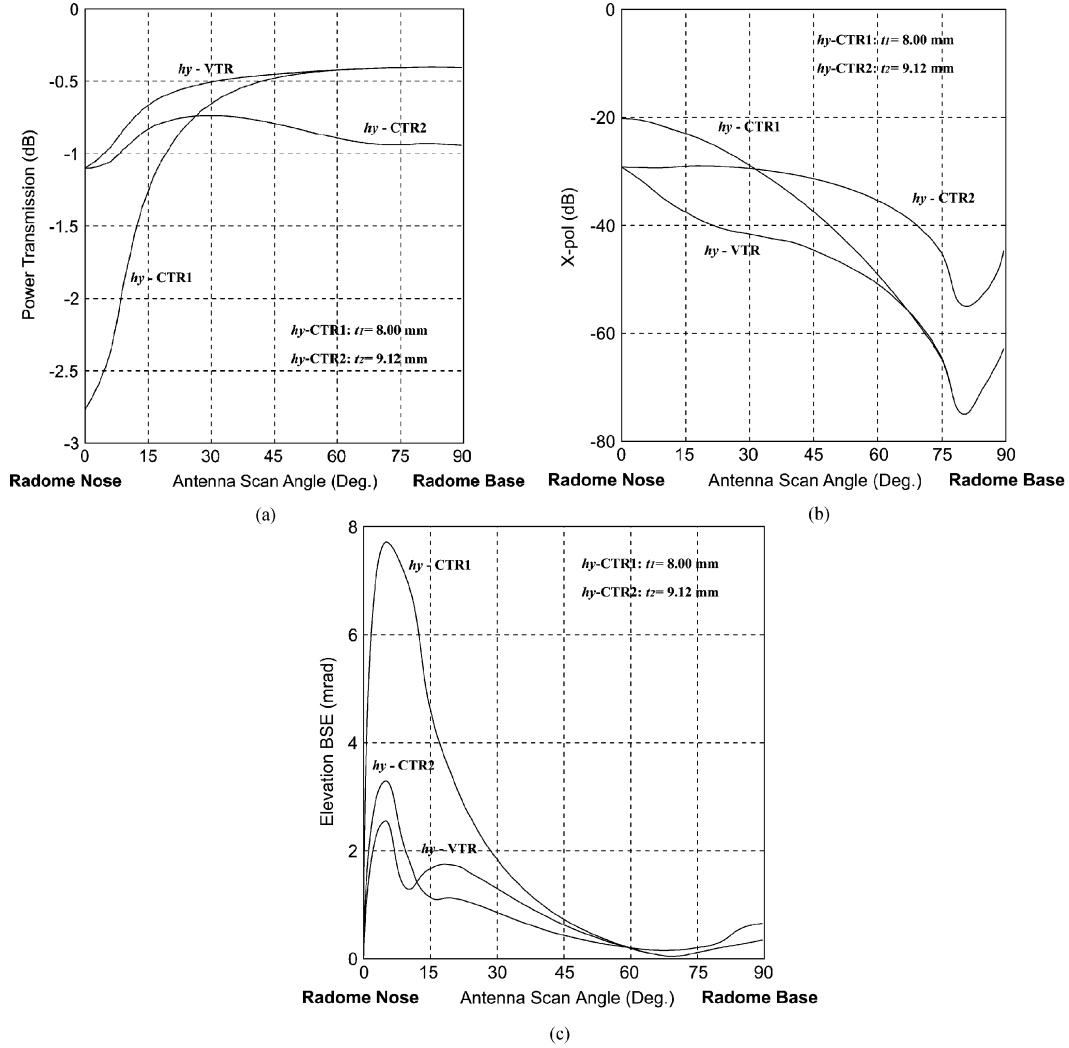 0
-0.5
-1
-1.5
-2
-2.5
-3
Power Transmission (dB)
hy - VTR
hy - CTR2
hy - CTR1
hy-CTR1: t1= 8.00 mm
hy-CTR2: t2= 9.12 mm
0 15 30 45 60 75 90
Radome Nose Antenna Scan Angle (Deg.) Radome Base
(a)
0
-20
-40
-60
-80
X-pol (dB)
hy-CTR1: t1= 8.00 mm
hy-CTR2: t2= 9.12 mm
hy - CTR1
hy - CTR2
hy - VTR
0 15 30 45 60 75 90
Radome Nose Antenna Scan Angle (Deg.) Radome Base
(b)
8
6
4
2
0
Elevation BSE (mrad)
hy - CTR1
hy-CTR1: t1= 8.00 mm
hy-CTR2: t2= 9.12 mm
hy - CTR2
hy - VTR
0 15 30 45 60 75 90
Radome Nose Antenna Scan Angle (Deg.) Radome Base
(c)